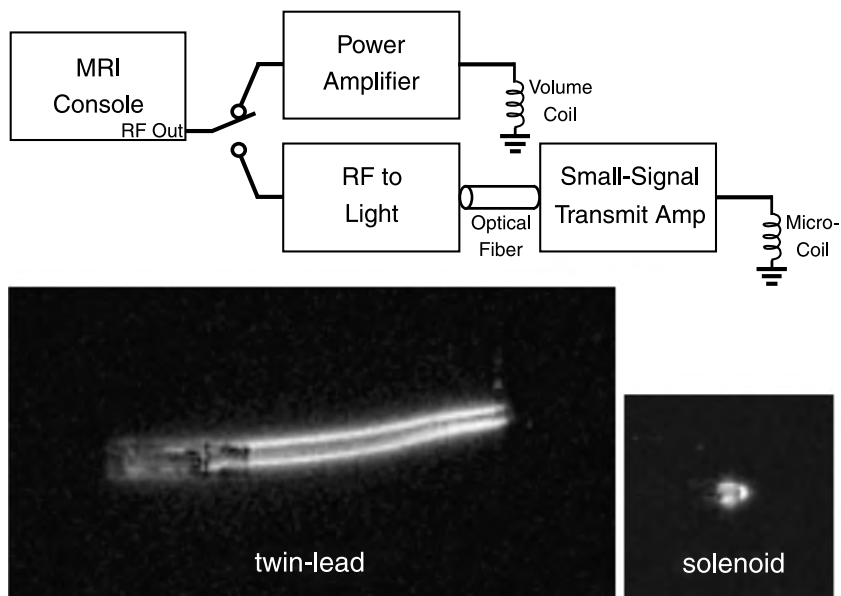 MRI
Console
RF Out
Power
Amplifier
Volume
Coil
RF to
Light
Optical
Fiber
Small-Signal
Transmit Amp
Micro-
Coil
twin-lead
solenoid